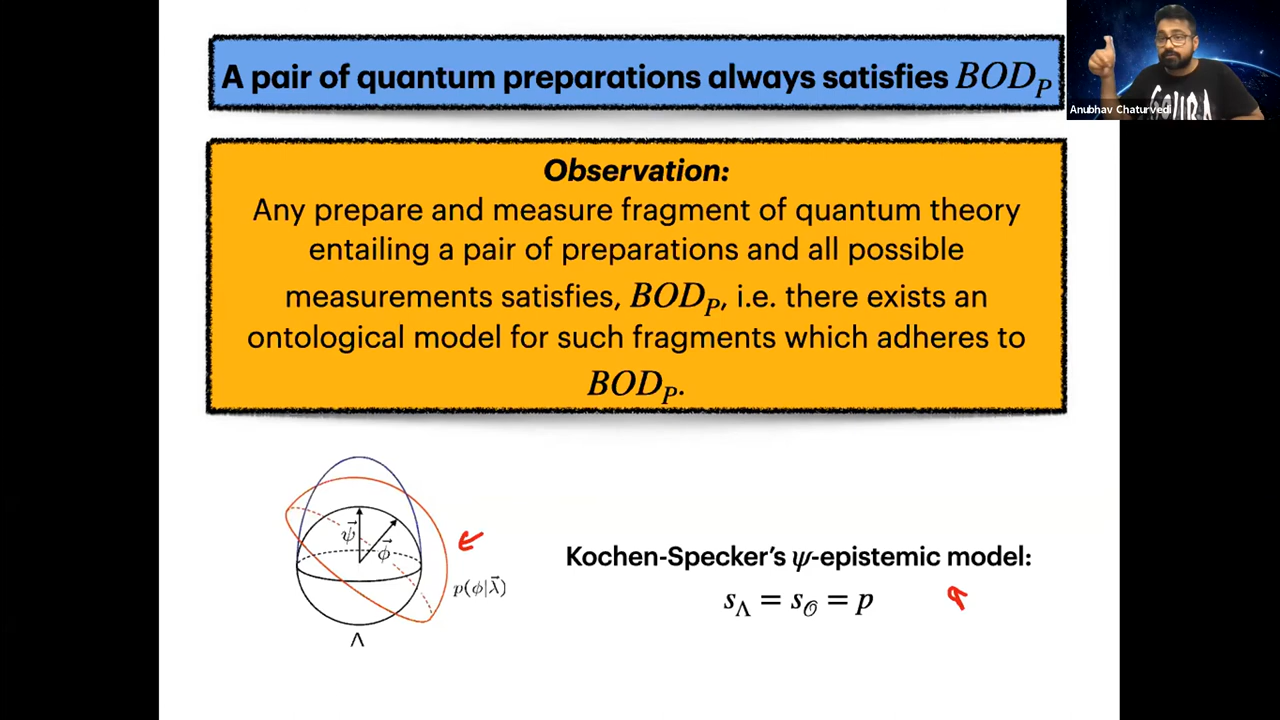 A pair of quantum preparations always satisfies BOD_P
Anubhav Chaturvedi
Observation:
Any prepare and measure fragment of quantum theory
entailing a pair of preparations and all possible
measurements satisfies, BOD_P, i.e. there exists an
ontological model for such fragments which adheres to
BOD_P.
ψ⃗
ϕ⃗
p(ϕ|λ⃗)
Λ
Kochen-Specker’s ψ-epistemic model:
s_Λ = s_𝒪 = p